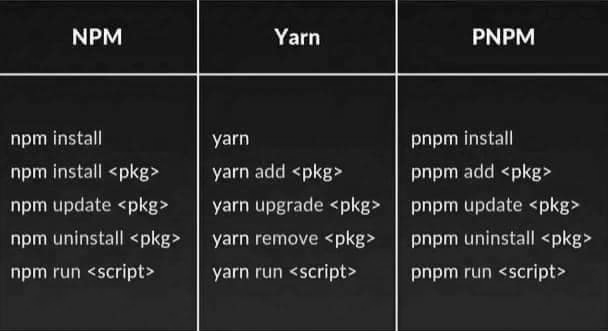 NPM
Yarn
PNPM
npm install
npm install <pkg>
npm update <pkg>
npm uninstall <pkg>
npm run <script>
yarn
yarn add <pkg>
yarn upgrade <pkg>
yarn remove <pkg>
yarn run <script>
pnpm install
pnpm add <pkg>
pnpm update <pkg>
pnpm uninstall <pkg>
pnpm run <script>